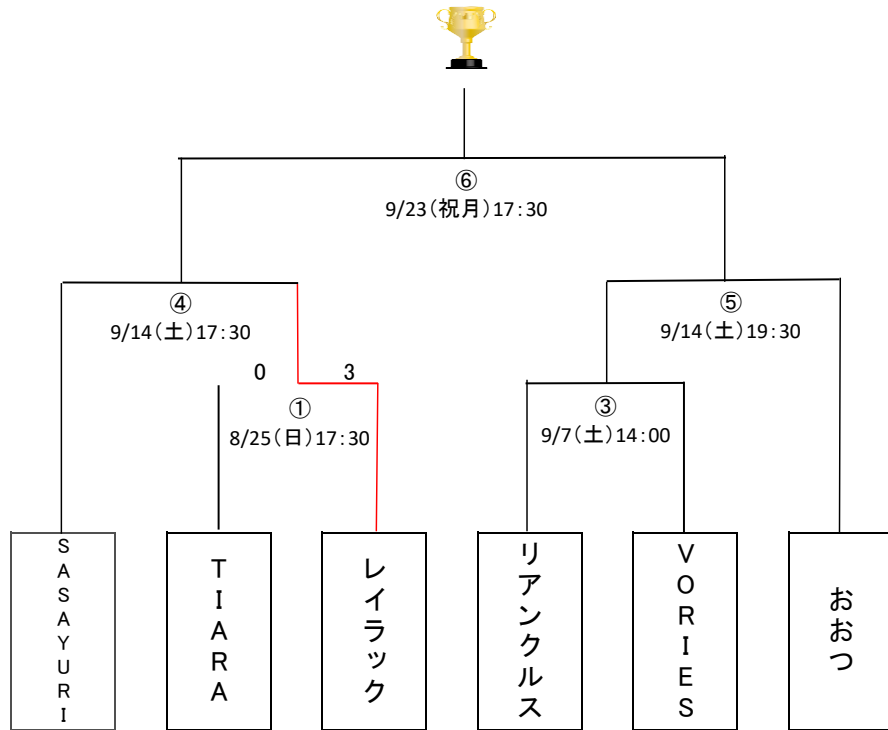 ⑥
9/23(祝月)17:30
④
9/14(土)17:30
⑤
9/14(土)19:30
0 3
①
8/25(日)17:30
③
9/7(土)14:00
SASAYURI
TIARA
レイラック
リアンクルス
VORIES
おおつ